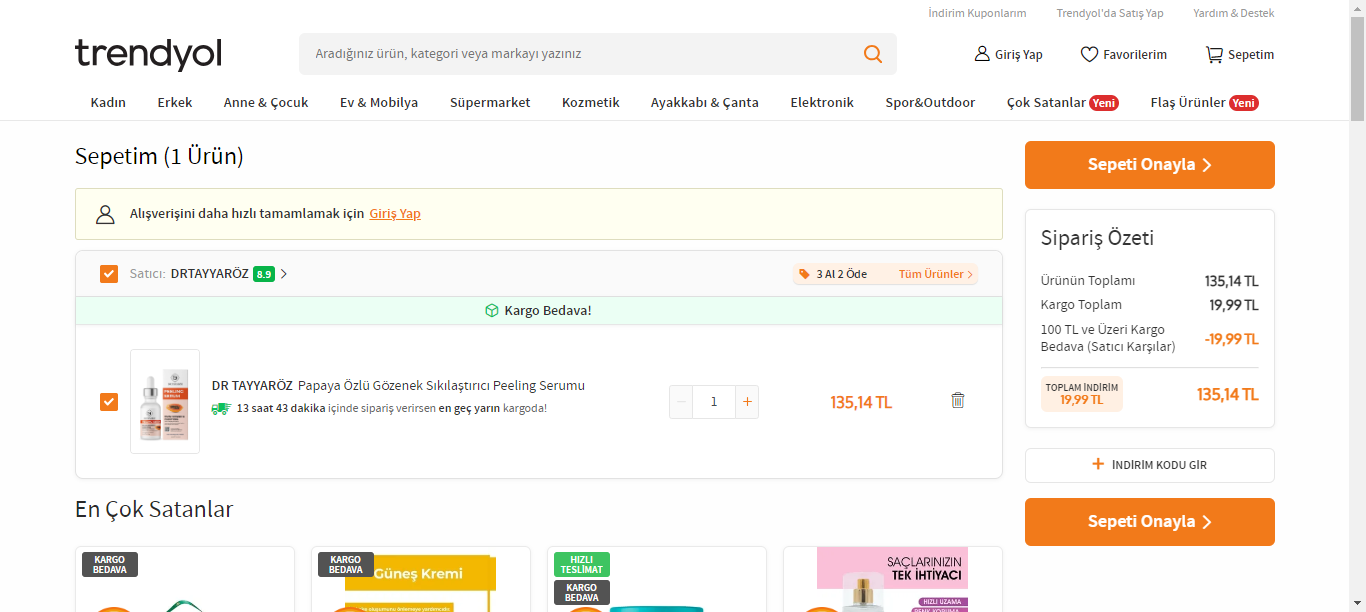 İndirim Kuponlarım
Trendyol'da Satış Yap
Yardım & Destek
trendyol
Aradığınız ürün, kategori veya markayı yazınız
Giriş Yap
Favorilerim
Sepetim
Kadın
Erkek
Anne & Çocuk
Ev & Mobilya
Süpermarket
Kozmetik
Ayakkabı & Çanta
Elektronik
Spor&Outdoor
Çok Satanlar Yeni
Flaş Ürünler Yeni
Sepetim (1 Ürün)
Alışverişini daha hızlı tamamlamak için Giriş Yap
Satıcı: DRTAYYARÖZ 8.9
3 Al 2 Öde
Tüm Ürünler
Kargo Bedava!
PEELING
DR TAYYARÖZ Papaya Özlü Gözenek Sıkılaştırıcı Peeling Serumu
13 saat 43 dakika içinde sipariş verirsen en geç yarın kargoda!
− 1 +
135,14 TL
Sepeti Onayla
Sipariş Özeti
Ürünün Toplamı 135,14 TL
Kargo Toplam 19,99 TL
100 TL ve Üzeri Kargo
Bedava (Satıcı Karşılar) -19,99 TL
TOPLAM İNDİRİM
19,99 TL
135,14 TL
+ İNDİRİM KODU GİR
Sepeti Onayla
En Çok Satanlar
KARGO
BEDAVA
KARGO
BEDAVA
Güneş Kremi
HIZLI
TESLİMAT
KARGO
BEDAVA
SAÇLARINIZIN
TEK İHTİYACI
HIZLI UZAMA